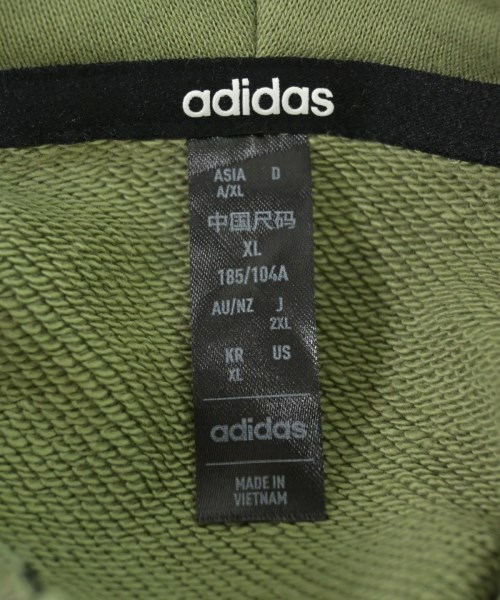 adidas
ASIA D
A/XL
中国尺码
XL
185/104A
AU/NZ J
2XL
KR US
XL
adidas
MADE IN
VIETNAM